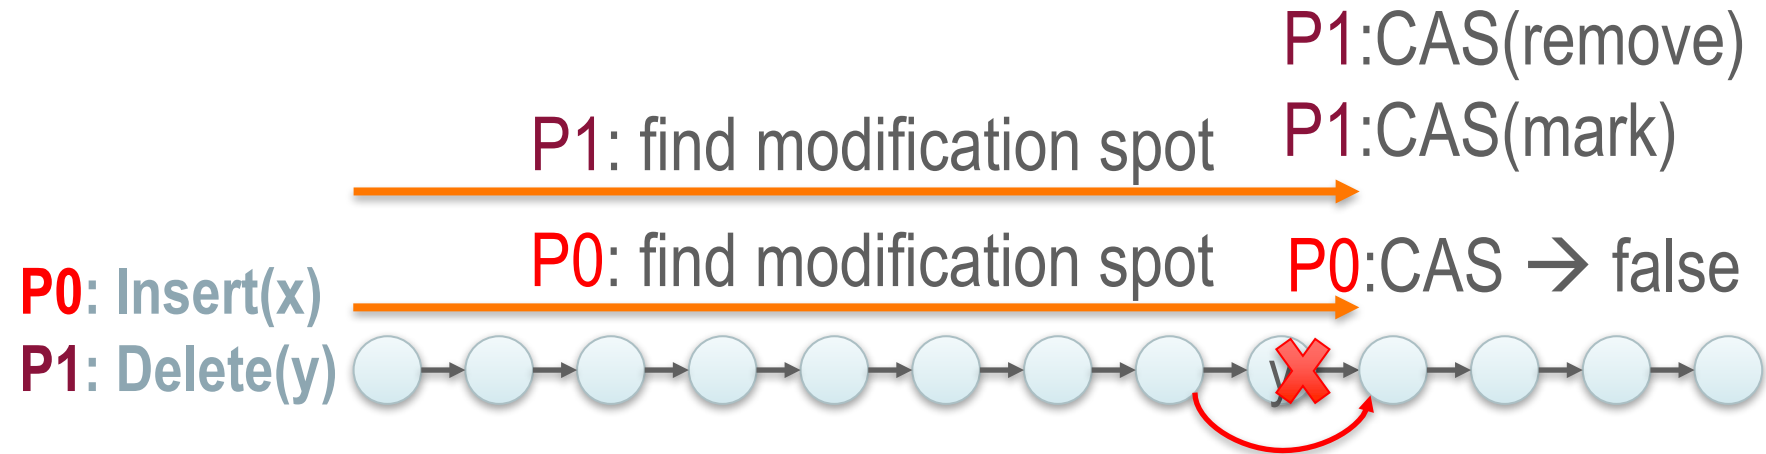 P1:CAS(remove)
P1: find modification spot
P1:CAS(mark)
P0: find modification spot
P0:CAS → false
P0: Insert(x)
P1: Delete(y)
y